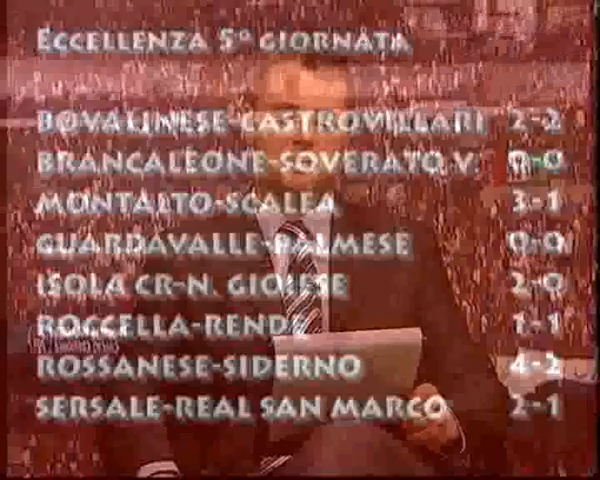 ECCELLENZA 5° GIORNATA
BOVALINESE-CASTROVILLARI 2-2
BRANCALEONE-SOVERATO V. 0-0
MONTALTO-SCALEA 3-1
GUARDAVALLE-PALMESE 0-0
ISOLA CR-N. GIOIESE 2-0
ROCCELLA-RENDE 1-1
ROSSANESE-SIDERNO 4-2
SERSALE-REAL SAN MARCO 2-1